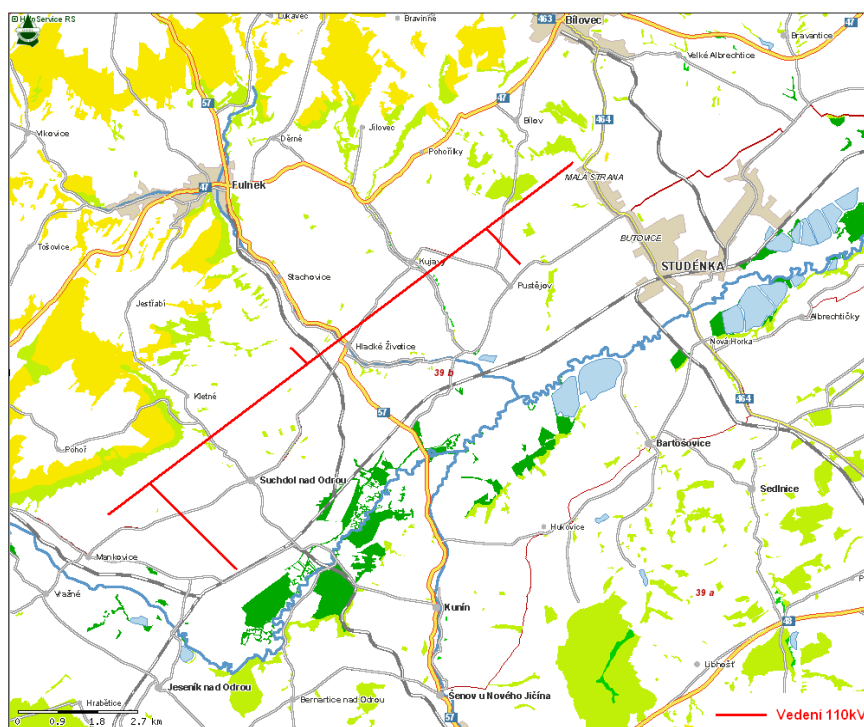 HydroService RS
Lukavec
Bravinné
463
Bílovec
47
Bravantice
Velké Albrechtice
57
47
Bílov
464
Vlkovice
Děrné
Jílovec
Pohořílky
MALÁ STRANA
47
Fulnek
Tošovice
BUTOVICE
Kujavy
STUDÉNKA
Stachovice
Pustějov
Jestřabí
Albrechtičky
Nová Horka
Hladké Životice
39 b
Kletné
57
464
Pohoř
Bartošovice
Suchdol nad Odrou
Sedlnice
Hukovice
Mankovice
Vražné
39 a
Kunín
48
Libhošť
Jeseník nad Odrou
Bernartice nad Odrou
Šenov u Nového Jičína
Hrabětice
57
0 0.9 1.8 2.7 km
Vedení 110kV